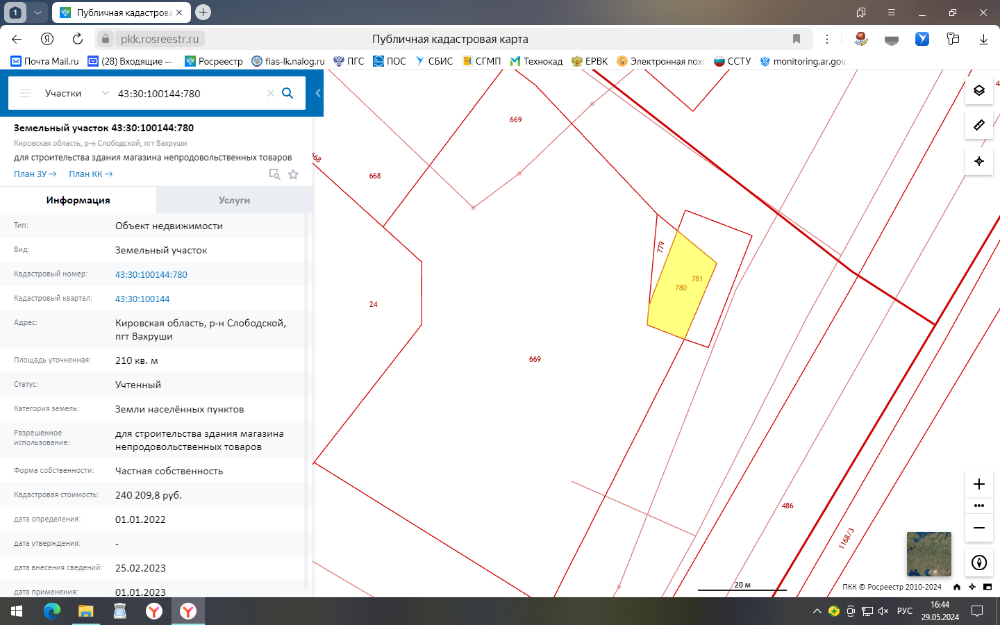 1
Публичная кадастрова
pkk.rosreestr.ru
Публичная кадастровая карта
Почта Mail.ru
(28) Входящие —
Росреестр
fias-lk.nalog.ru
ПГС
ПОС
СБИС
СГМП
Технокад
ЕРВК
Электронная похо
ССТУ
monitoring.ar.gov.
Участки
43:30:100144:780
Земельный участок 43:30:100144:780
Кировская область, р-н Слободской, пгт Вахруши
для строительства здания магазина непродовольственных товаров
План ЗУ →
План КК →
Информация
Услуги
Тип:
Объект недвижимости
Вид:
Земельный участок
Кадастровый номер:
43:30:100144:780
Кадастровый квартал:
43:30:100144
Адрес:
Кировская область, р-н Слободской,
пгт Вахруши
Площадь уточненная:
210 кв. м
Статус:
Учтенный
Категория земель:
Земли населённых пунктов
Разрешенное
использование:
для строительства здания магазина
непродовольственных товаров
Форма собственности:
Частная собственность
Кадастровая стоимость:
240 209,8 руб.
дата определения:
01.01.2022
дата утверждения:
-
дата внесения сведений:
25.02.2023
дата применения:
01.01.2023
669
668
668
779
781
780
24
669
486
1168/3
4
20 м
ПКК © Росреестр 2010-2024
РУС
16:44
29.05.2024